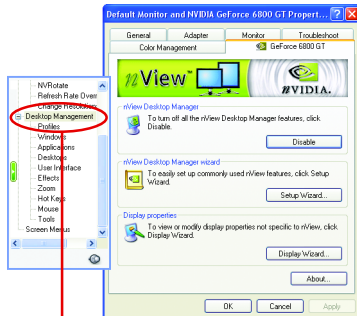 Default Monitor and NVIDIA GeForce 6800 GT Propert...
General Adapter Monitor Troubleshoot
Color Management GeForce 6800 GT
nView
NVIDIA.
NVRotate
Refresh Rate Overr
Change Resolution
Desktop Management
Profiles
Windows
Applications
Desktops
User Interface
Effects
Zoom
Hot Keys
Mouse
Tools
Screen Menus
nView Desktop Manager
To turn off all the nView Desktop Manager features, click
Disable.
Disable
nView Desktop Manager wizard
To easily set up commonly used nView features, click Setup
Wizard.
Setup Wizard...
Display properties
To view or modify display properties not specific to nView, click
Display Wizard.
Display Wizard...
About...
OK Cancel Apply